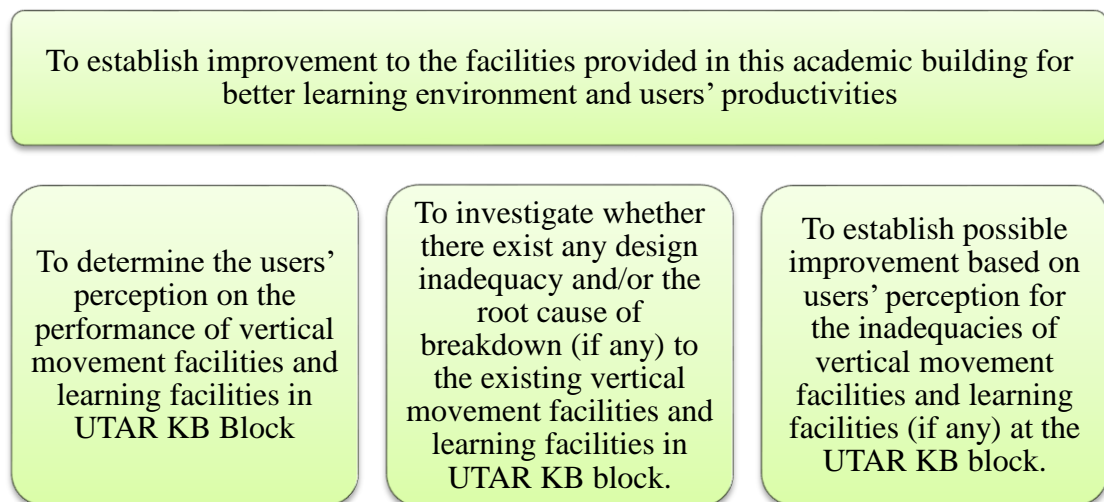 To establish improvement to the facilities provided in this academic building for
better learning environment and users’ productivities
To determine the users’
perception on the
performance of vertical
movement facilities and
learning facilities in
UTAR KB Block
To investigate whether
there exist any design
inadequacy and/or the
root cause of
breakdown (if any) to
the existing vertical
movement facilities and
learning facilities in
UTAR KB block.
To establish possible
improvement based on
users’ perception for
the inadequacies of
vertical movement
facilities and learning
facilities (if any) at the
UTAR KB block.